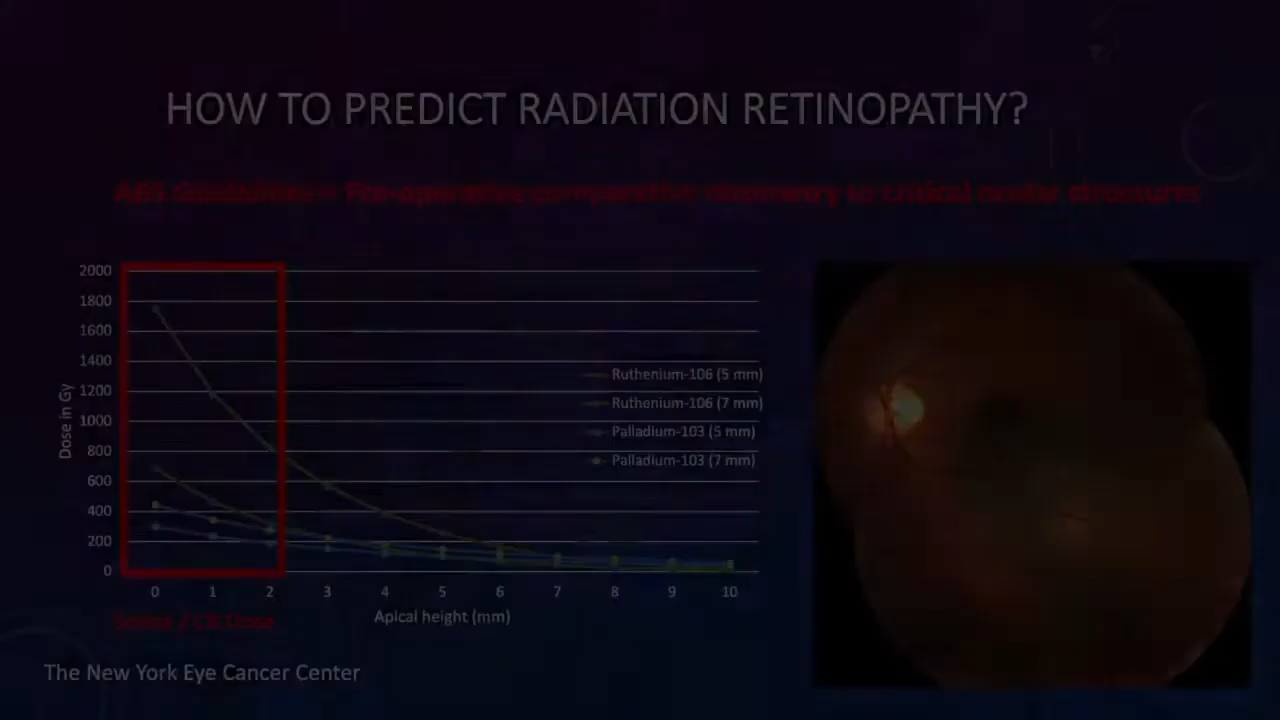 HOW TO PREDICT RADIATION RETINOPATHY?
ABS Guidelines – Pre-operative comparative dosimetry to critical ocular structures
2000
1800
1600
1400
1200
1000
800
600
400
200
0
Dose in Gy
Ruthenium-106 (5 mm)
Ruthenium-106 (7 mm)
Palladium-103 (5 mm)
Palladium-103 (7 mm)
0 1 2 3 4 5 6 7 8 9 10
Apical height (mm)
Dose
The New York Eye Cancer Center